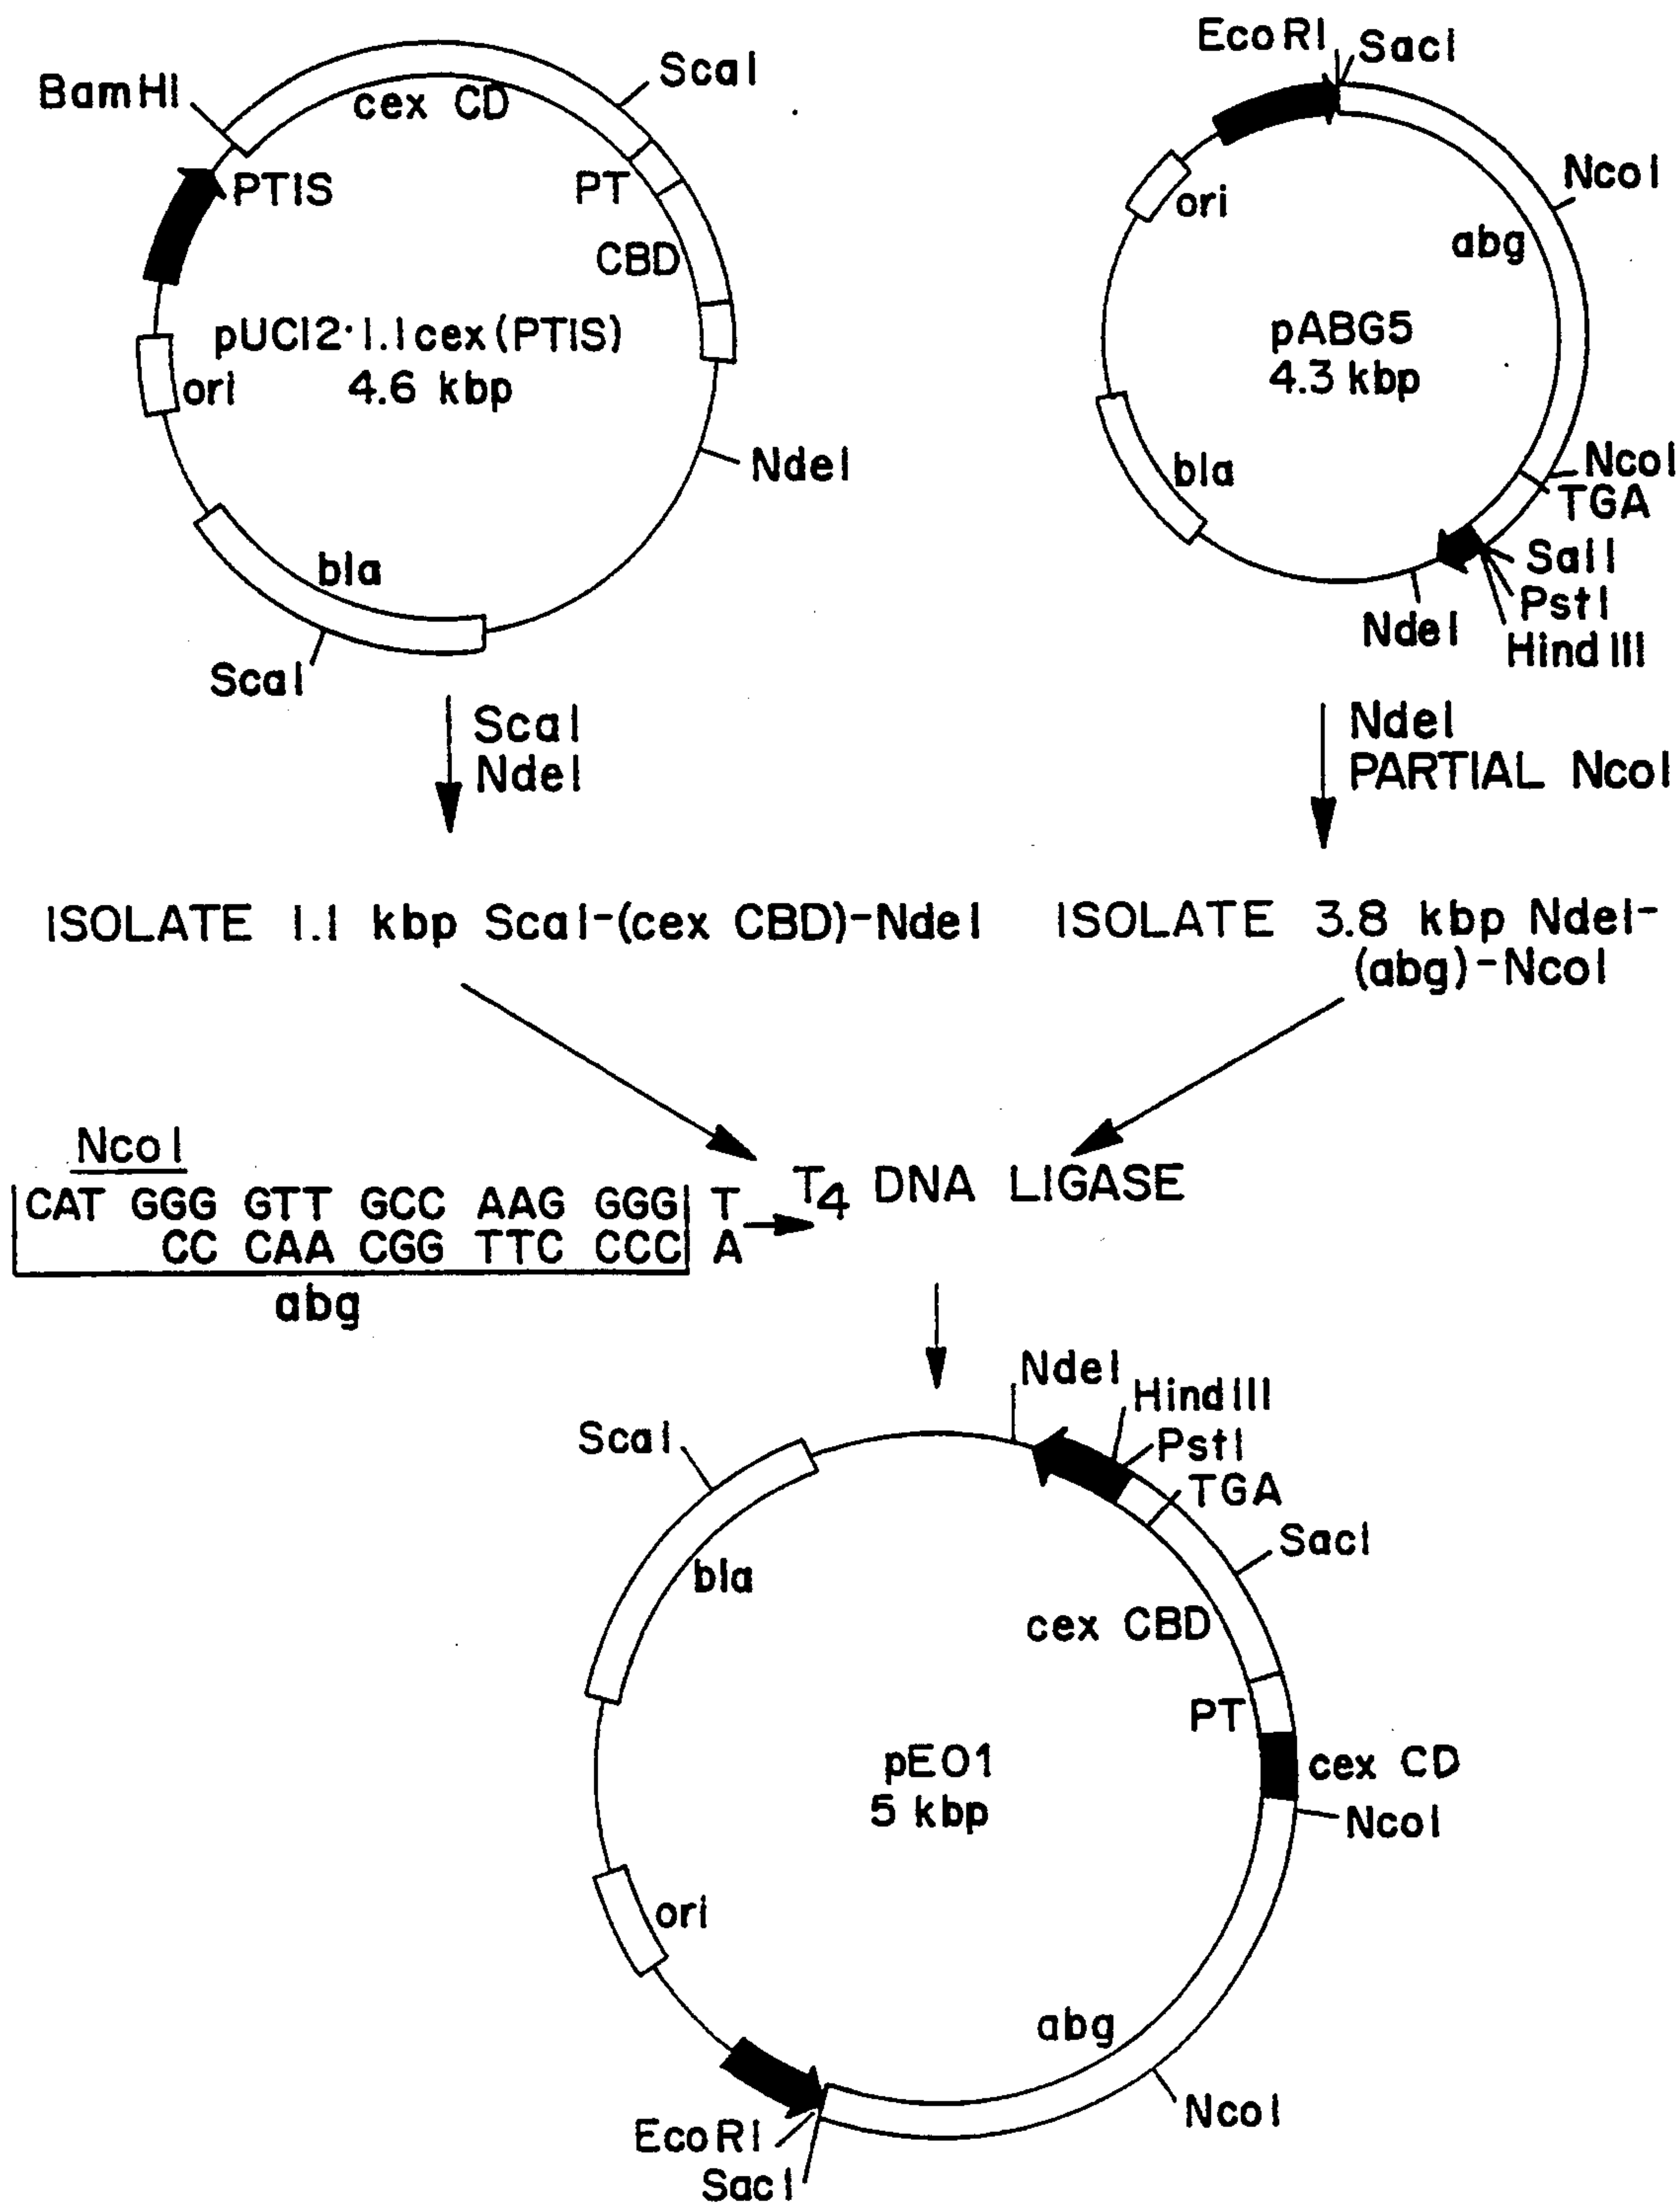 BamHI
cex CD
ScaI
PTIS
PT
CBD
pUC12·1.1cex(PTIS)
4.6 kbp
ori
NdeI
bla
ScaI
EcoRI
SacI
ori
NcoI
abg
pABG5
4.3 kbp
bla
NcoI
TGA
SalI
PstI
HindIII
NdeI
ScaI
NdeI
NdeI
PARTIAL NcoI
ISOLATE 1.1 kbp ScaI-(cex CBD)-NdeI
ISOLATE 3.8 kbp NdeI-
(abg)-NcoI
NcoI
CAT GGG GTT GCC AAG GGG T
CC CAA CGG TTC CCC A
abg
T4 DNA LIGASE
NdeI
HindIII
PstI
TGA
SacI
ScaI
bla
cex CBD
PT
cex CD
NcoI
pEO1
5 kbp
ori
abg
NcoI
EcoRI
SacI